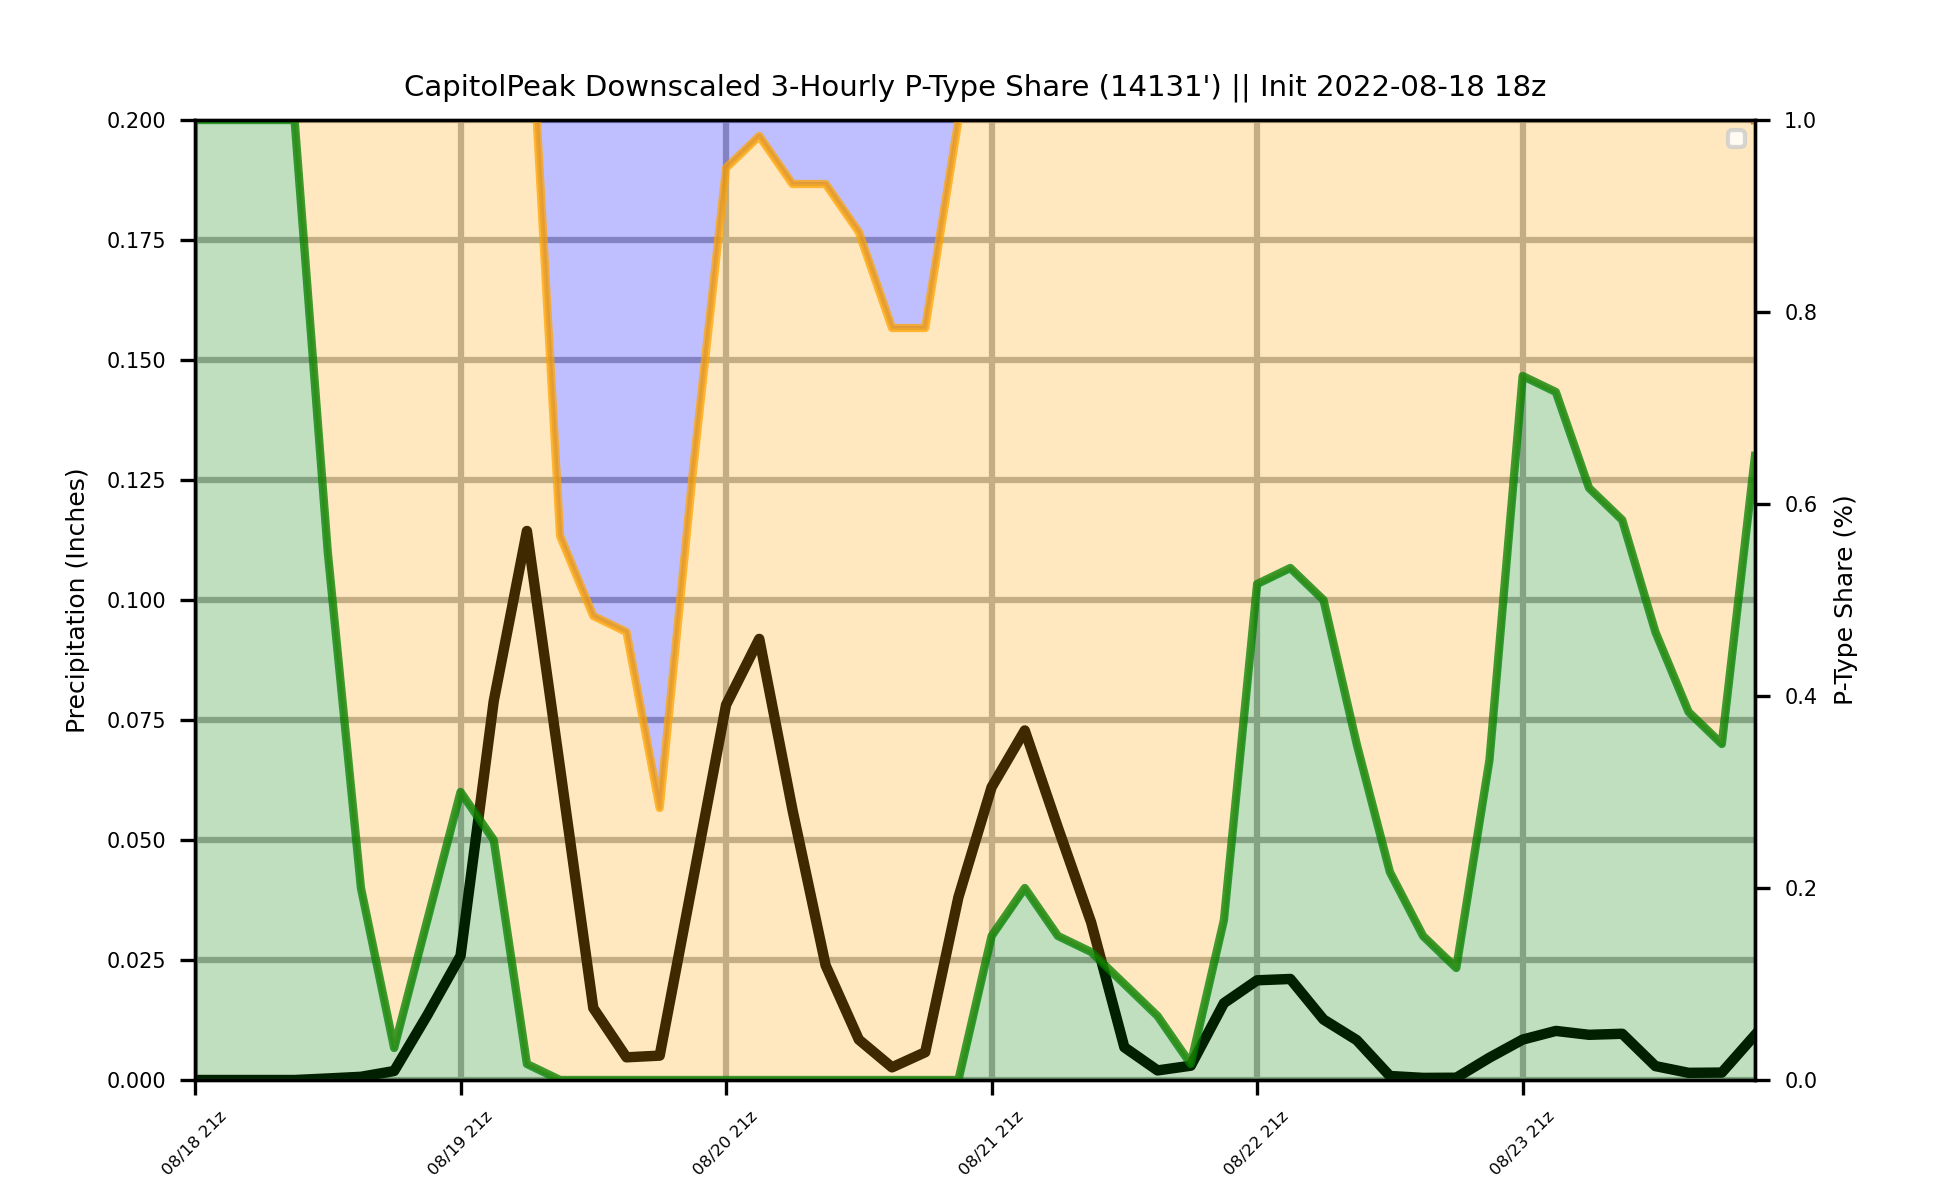 CapitolPeak Downscaled 3-Hourly P-Type Share (14131') || Init 2022-08-18 18z
0.200
0.175
0.150
0.125
0.100
0.075
0.050
0.025
0.000
Precipitation (Inches)
1.0
0.8
0.6
0.4
0.2
0.0
P-Type Share (%)
08/18 21z
08/19 21z
08/20 21z
08/21 21z
08/22 21z
08/23 21z